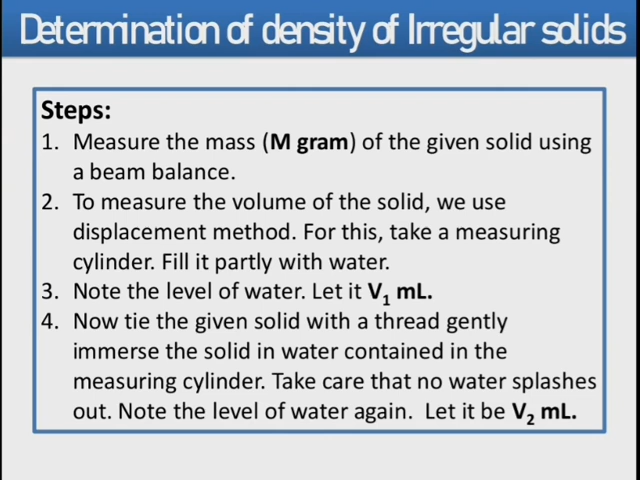 Determination of density of Irregular solids
Steps:
1. Measure the mass (M gram) of the given solid using
a beam balance.
2. To measure the volume of the solid, we use
displacement method. For this, take a measuring
cylinder. Fill it partly with water.
3. Note the level of water. Let it V₁ mL.
4. Now tie the given solid with a thread gently
immerse the solid in water contained in the
measuring cylinder. Take care that no water splashes
out. Note the level of water again. Let it be V₂ mL.